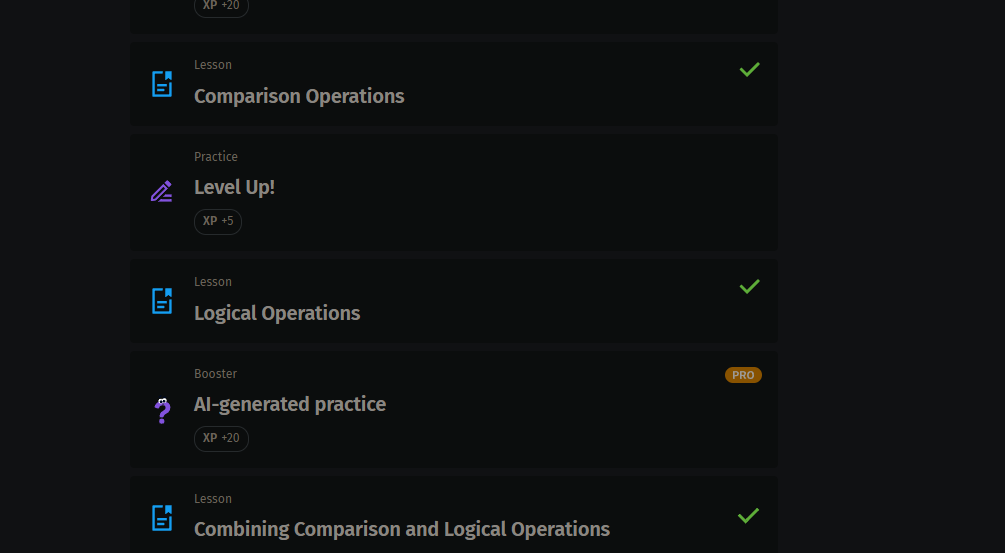 XP +20
Lesson
Comparison Operations
Practice
Level Up!
XP +5
Lesson
Logical Operations
Booster
PRO
AI-generated practice
XP +20
Lesson
Combining Comparison and Logical Operations